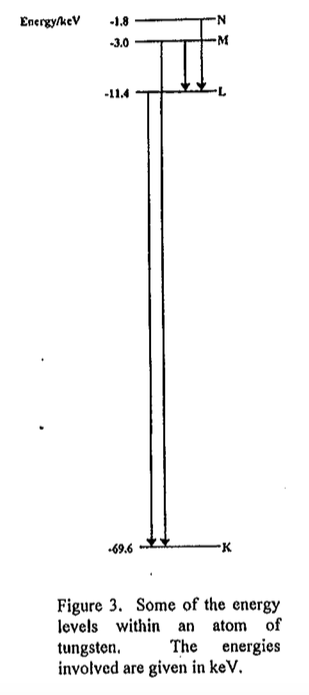 Energy/keV -1.8 N
-3.0 M
-11.4 L
-69.6 K
Figure 3. Some of the energy
levels within an atom of
tungsten. The energies
involved are given in keV.